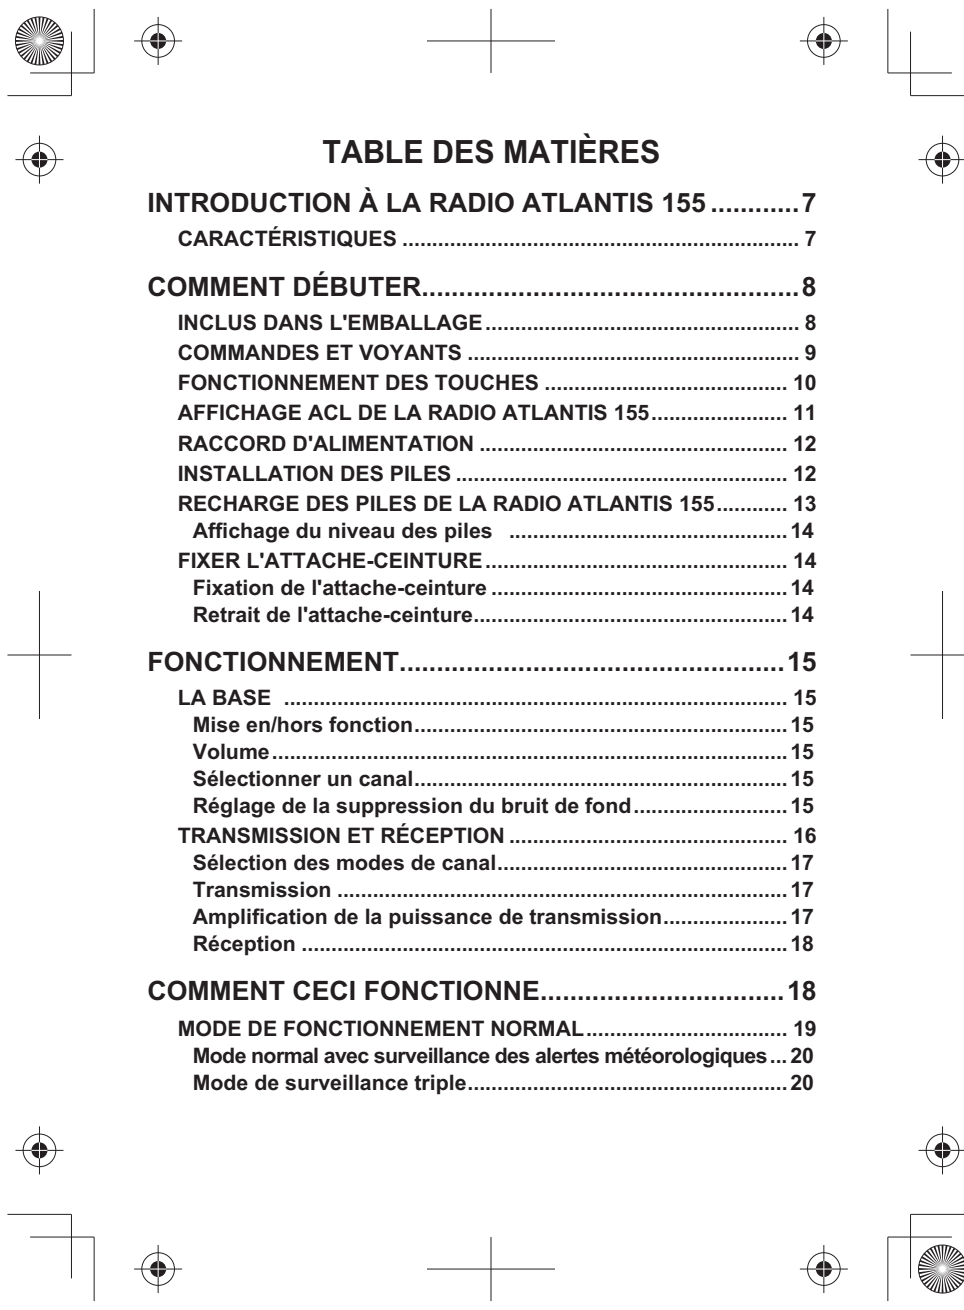 TABLE DES MATIÈRES
INTRODUCTION À LA RADIO ATLANTIS 155 ............ 7
CARACTÉRISTIQUES .................................................................... 7
COMMENT DÉBUTER................................................... 8
INCLUS DANS L'EMBALLAGE..................................................... 8
COMMANDES ET VOYANTS ........................................................ 9
FONCTIONNEMENT DES TOUCHES ......................................... 10
AFFICHAGE ACL DE LA RADIO ATLANTIS 155....................... 11
RACCORD D'ALIMENTATION ..................................................... 12
INSTALLATION DES PILES ........................................................ 12
RECHARGE DES PILES DE LA RADIO ATLANTIS 155............ 13
Affichage du niveau des piles ............................................... 14
FIXER L'ATTACHE-CEINTURE................................................... 14
Fixation de l'attache-ceinture .................................................. 14
Retrait de l'attache-ceinture..................................................... 14
FONCTIONNEMENT.................................................... 15
LA BASE ..................................................................................... 15
Mise en/hors fonction............................................................... 15
Volume....................................................................................... 15
Sélectionner un canal............................................................... 15
Réglage de la suppression du bruit de fond.......................... 15
TRANSMISSION ET RÉCEPTION ............................................... 16
Sélection des modes de canal................................................. 17
Transmission ............................................................................ 17
Amplification de la puissance de transmission..................... 17
Réception .................................................................................. 18
COMMENT CECI FONCTIONNE................................. 18
MODE DE FONCTIONNEMENT NORMAL.................................. 19
Mode normal avec surveillance des alertes météorologiques ... 20
Mode de surveillance triple...................................................... 20